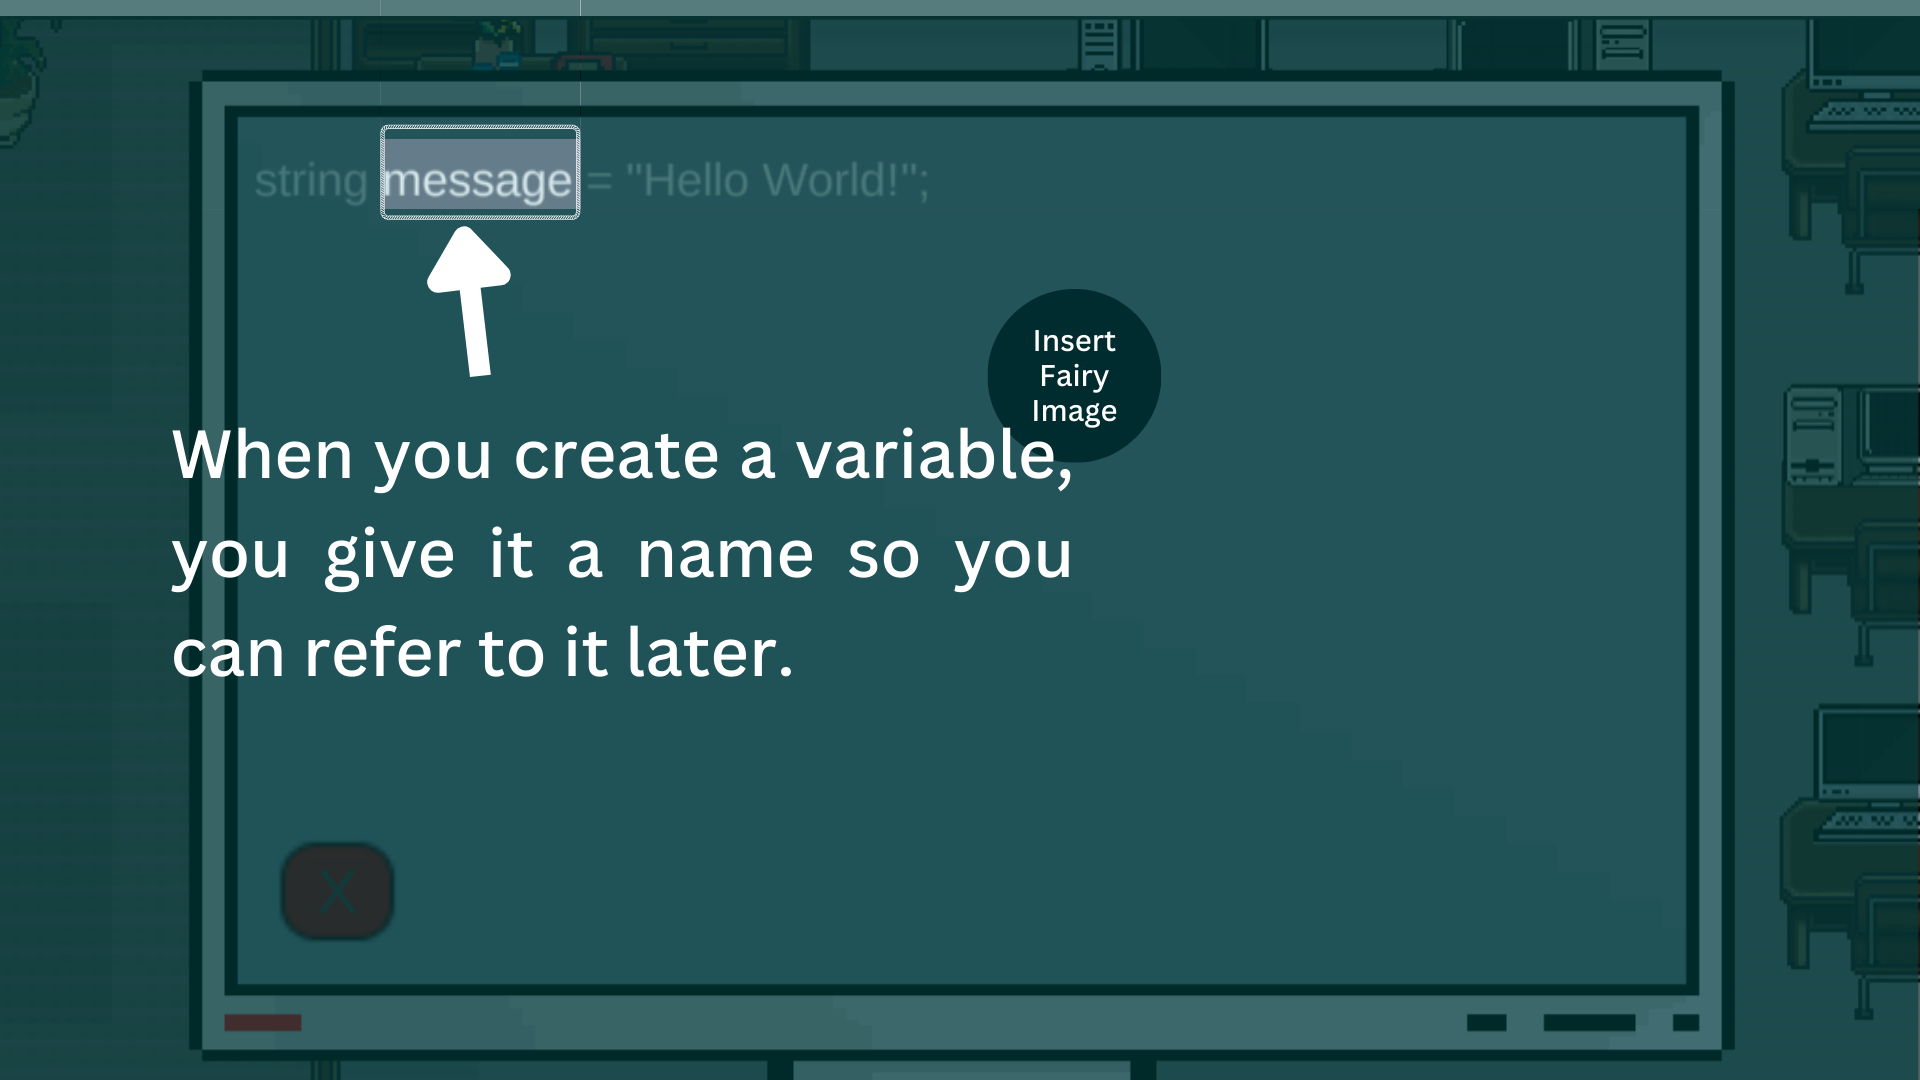 string message = "Hello World!";
Insert
Fairy
Image
When you create a variable,
you give it a name so you
can refer to it later.
X